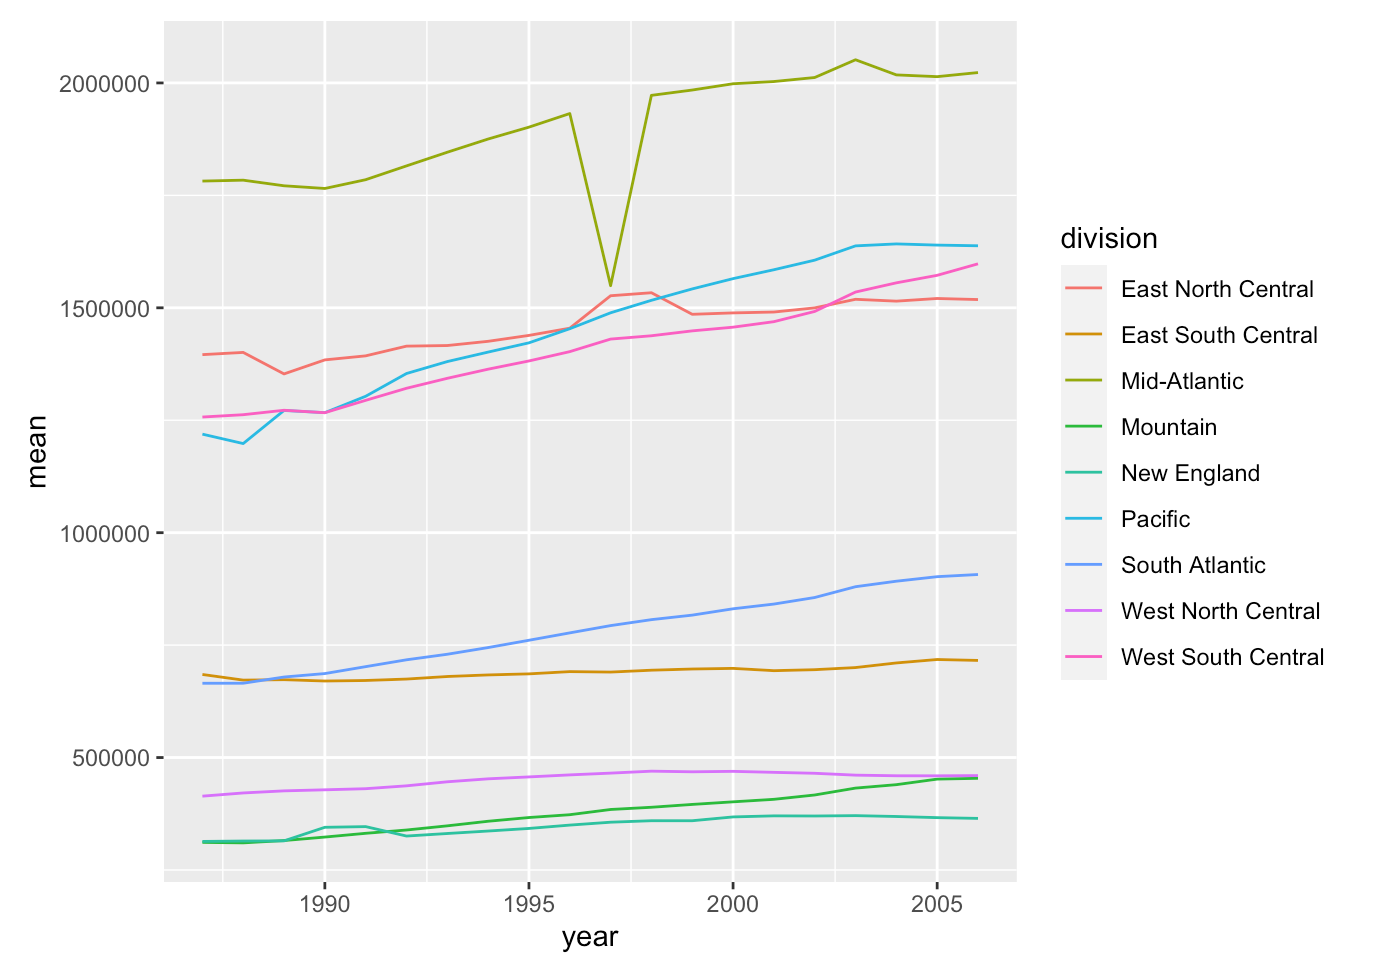 2000000
1500000
1000000
500000
mean
1990
1995
2000
2005
year
division
East North Central
East South Central
Mid-Atlantic
Mountain
New England
Pacific
South Atlantic
West North Central
West South Central